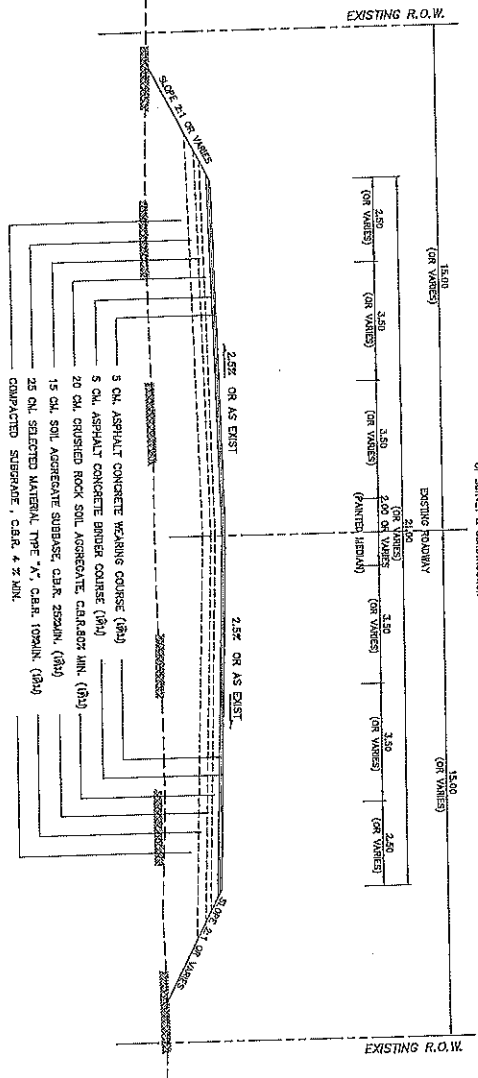 EXISTING R.O.W.
EXISTING R.O.W.
15.00
(OR VARIES)
15.00
(OR VARIES)
EXISTING ROADWAY
21.00
(OR VARIES)
2.50
(OR VARIES)
3.50
(OR VARIES)
3.50
(OR VARIES)
2.00 OR VARIES
(PAINTED MEDIAN)
3.50
(OR VARIES)
3.50
(OR VARIES)
2.50
(OR VARIES)
SLOPE 2:1 OR VARIES
2.5% OR AS EXIST
2.5% OR AS EXIST
SLOPE 2:1 OR VARIES
5 CM. ASPHALT CONCRETE WEARING COURSE (เดิม)
5 CM. ASPHALT CONCRETE BINDER COURSE (เดิม)
20 CM. CRUSHED ROCK SOIL AGGREGATE, C.B.R.80% MIN. (เดิม)
15 CM. SOIL AGGREGATE SUBBASE, C.B.R. 25%MIN. (เดิม)
25 CM. SELECTED MATERIAL TYPE "A", C.B.R. 10%MIN. (เดิม)
COMPACTED SUBGRADE , C.B.R. 4 % MIN.